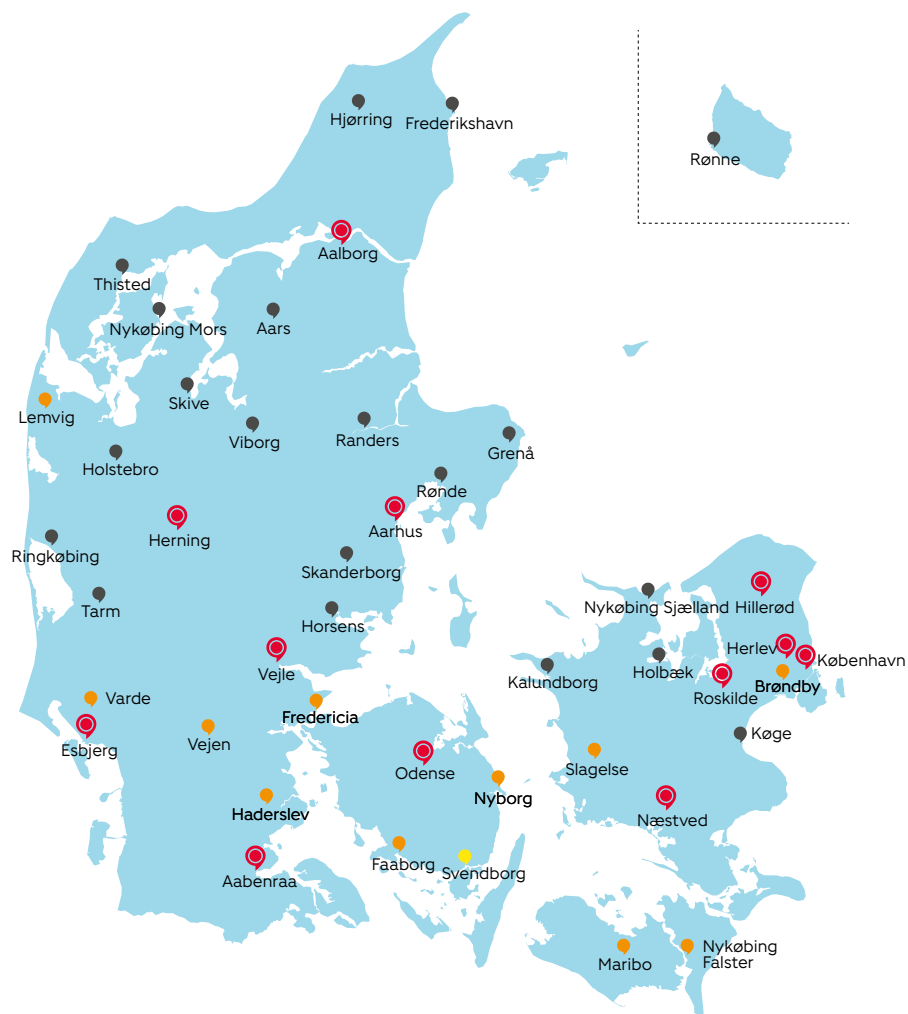 Hjørring
Frederikshavn
Rønne
Aalborg
Thisted
Nykøbing Mors
Aars
Skive
Lemvig
Viborg
Randers
Grenå
Holstebro
Rønde
Aarhus
Herning
Ringkøbing
Skanderborg
Tarm
Horsens
Nykøbing Sjælland
Hillerød
Herlev
København
Vejle
Kalundborg
Holbæk
Roskilde
Brøndby
Varde
Fredericia
Esbjerg
Vejen
Køge
Odense
Slagelse
Nyborg
Haderslev
Næstved
Faaborg
Svendborg
Aabenraa
Maribo
Nykøbing
Falster